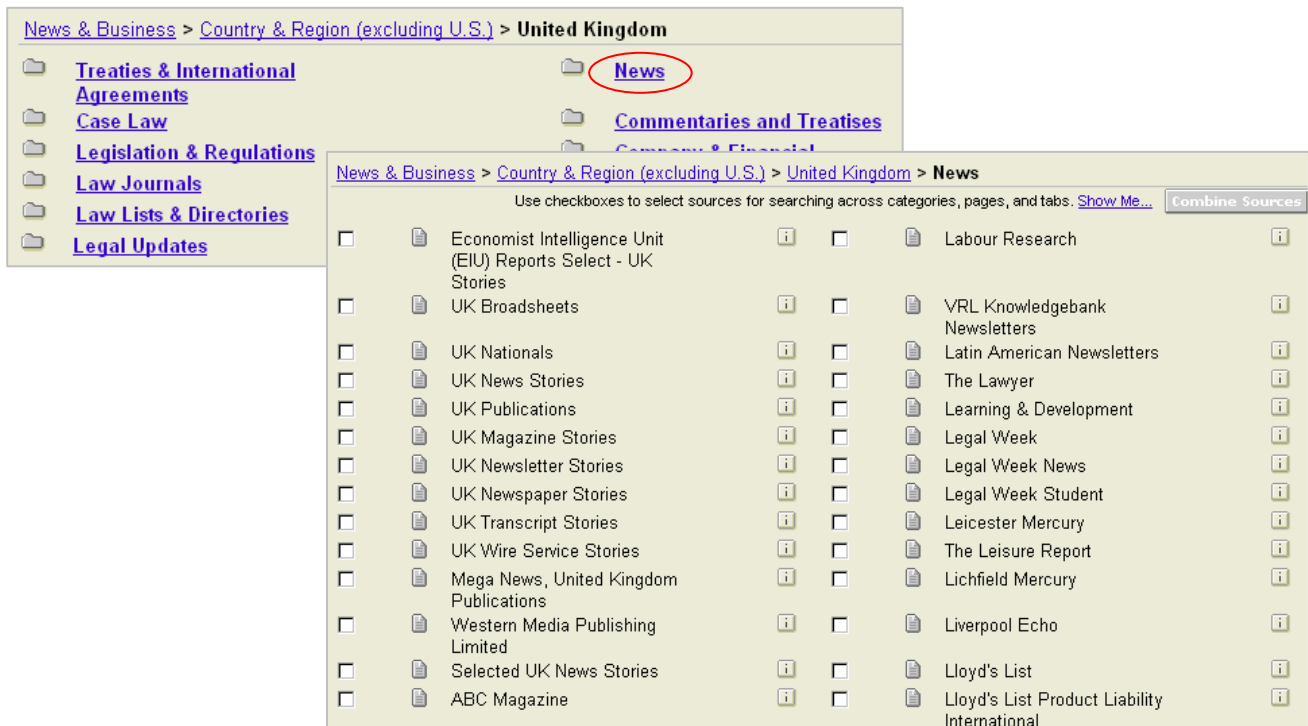 News & Business > Country & Region (excluding U.S.) > United Kingdom
Treaties & International
Agreements
Case Law
Legislation & Regulations
Law Journals
Law Lists & Directories
Legal Updates
News
Commentaries and Treatises
Company & Financial
News & Business > Country & Region (excluding U.S.) > United Kingdom > News
Use checkboxes to select sources for searching across categories, pages, and tabs. Show Me... Combine Sources
Economist Intelligence Unit
(EIU) Reports Select - UK
Stories
UK Broadsheets
UK Nationals
UK News Stories
UK Publications
UK Magazine Stories
UK Newsletter Stories
UK Newspaper Stories
UK Transcript Stories
UK Wire Service Stories
Mega News, United Kingdom
Publications
Western Media Publishing
Limited
Selected UK News Stories
ABC Magazine
Labour Research
VRL Knowledgebank
Newsletters
Latin American Newsletters
The Lawyer
Learning & Development
Legal Week
Legal Week News
Legal Week Student
Leicester Mercury
The Leisure Report
Lichfield Mercury
Liverpool Echo
Lloyd's List
Lloyd's List Product Liability
International